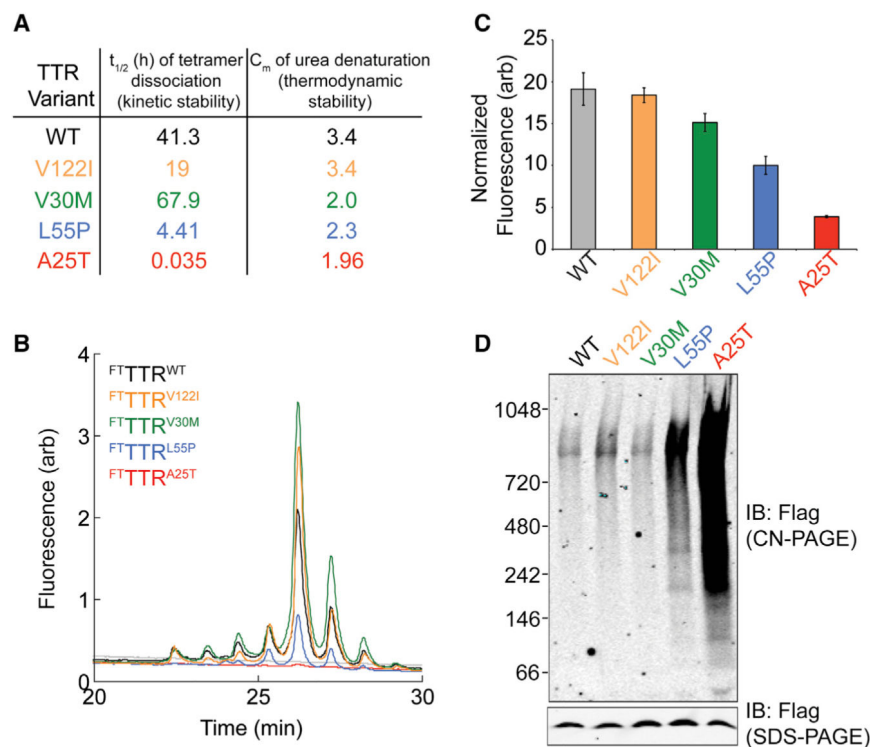 A
TTR Variant
t1/2 (h) of tetramer dissociation (kinetic stability)
Cm of urea denaturation (thermodynamic stability)
WT 41.3 3.4
V122I 19 3.4
V30M 67.9 2.0
L55P 4.41 2.3
A25T 0.035 1.96
B
FTTTRWT
FTTTRV122I
FTTTRV30M
FTTTRL55P
FTTTRA25T
Fluorescence (arb)
4
3
2
1
0
20 25 30
Time (min)
C
Normalized
Fluorescence (arb)
25
20
15
10
5
0
WT V122I V30M L55P A25T
D
WT V122I V30M L55P A25T
1048
720
480
242
146
66
IB: Flag
(CN-PAGE)
IB: Flag
(SDS-PAGE)